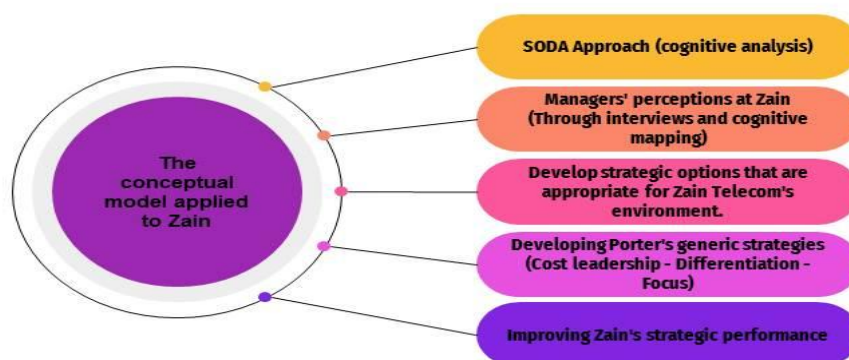 The
conceptual
model applied
to Zain
SODA Approach (cognitive analysis)
Managers' perceptions at Zain
(Through interviews and cognitive
mapping)
Develop strategic options that are
appropriate for Zain Telecom's
environment.
Developing Porter's generic strategies
(Cost leadership - Differentiation -
Focus)
Improving Zain's strategic performance